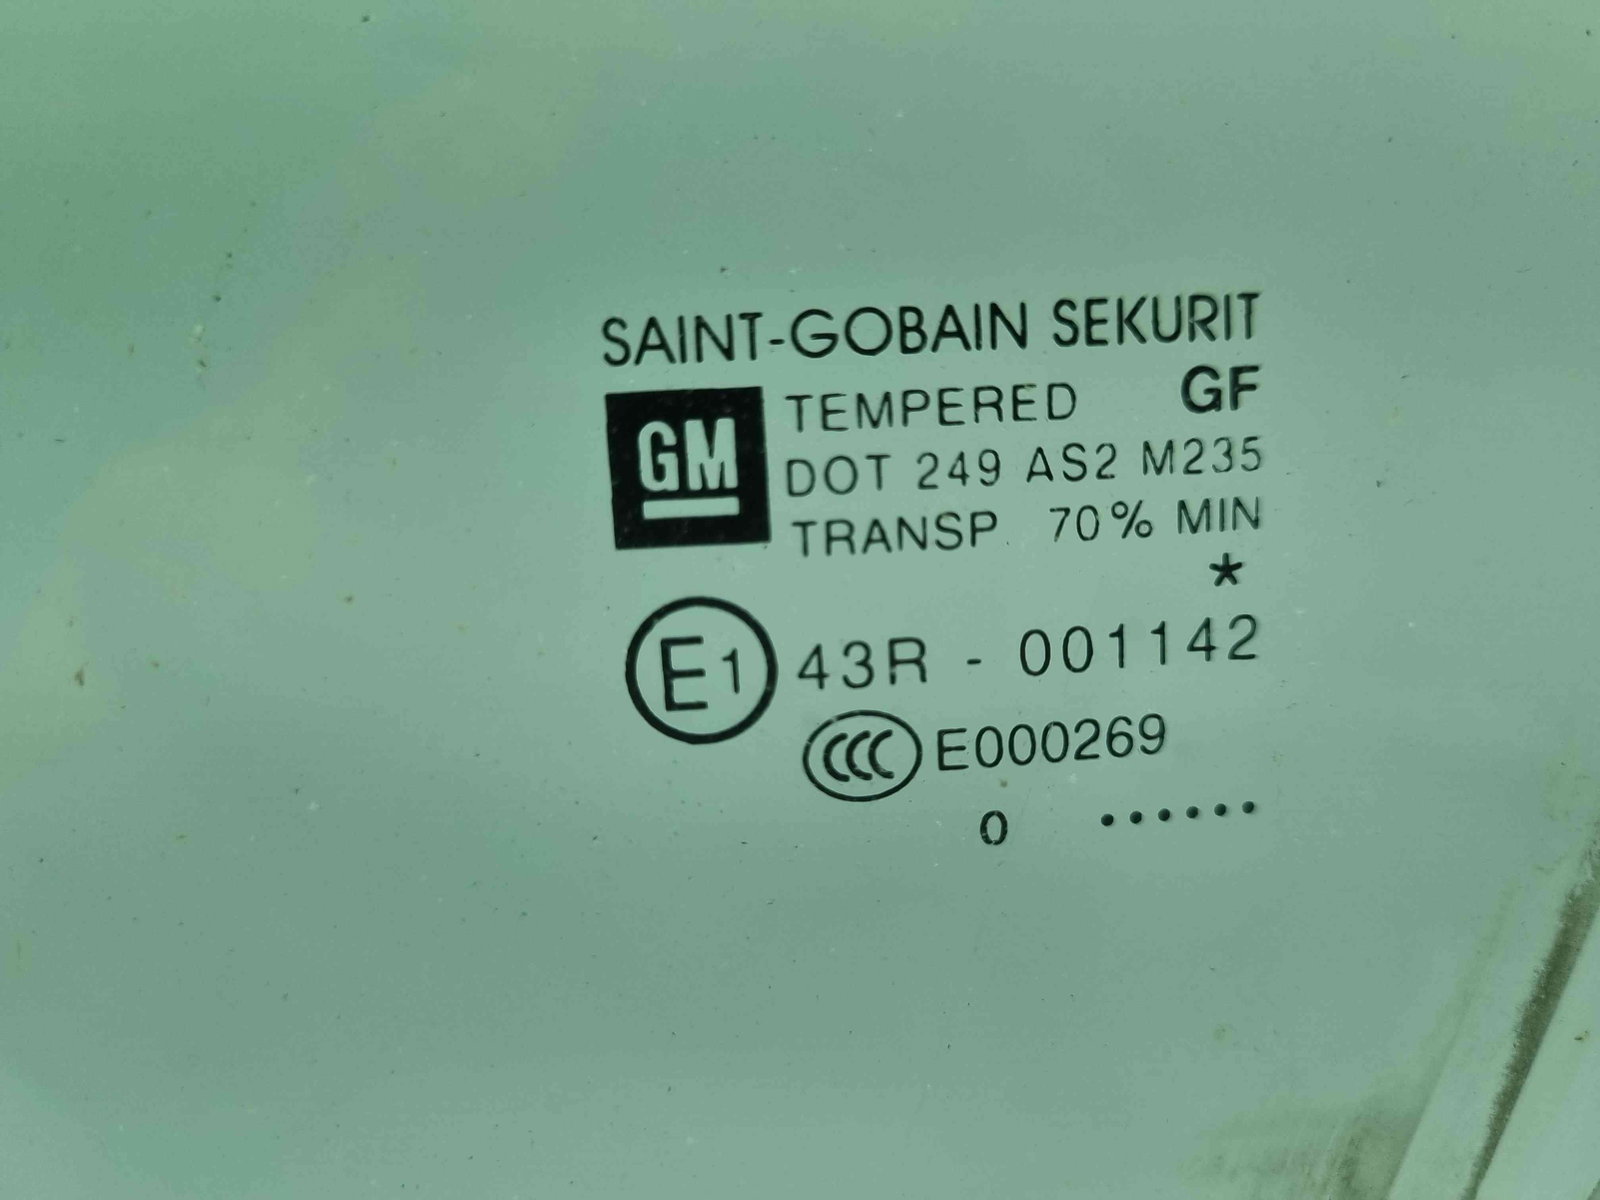 SAINT-GOBAIN SEKURIT
GM TEMPERED GF
DOT 249 AS2 M235
TRANSP. 70% MIN
*
E1 43R - 001142
CCC E000269
0 ......